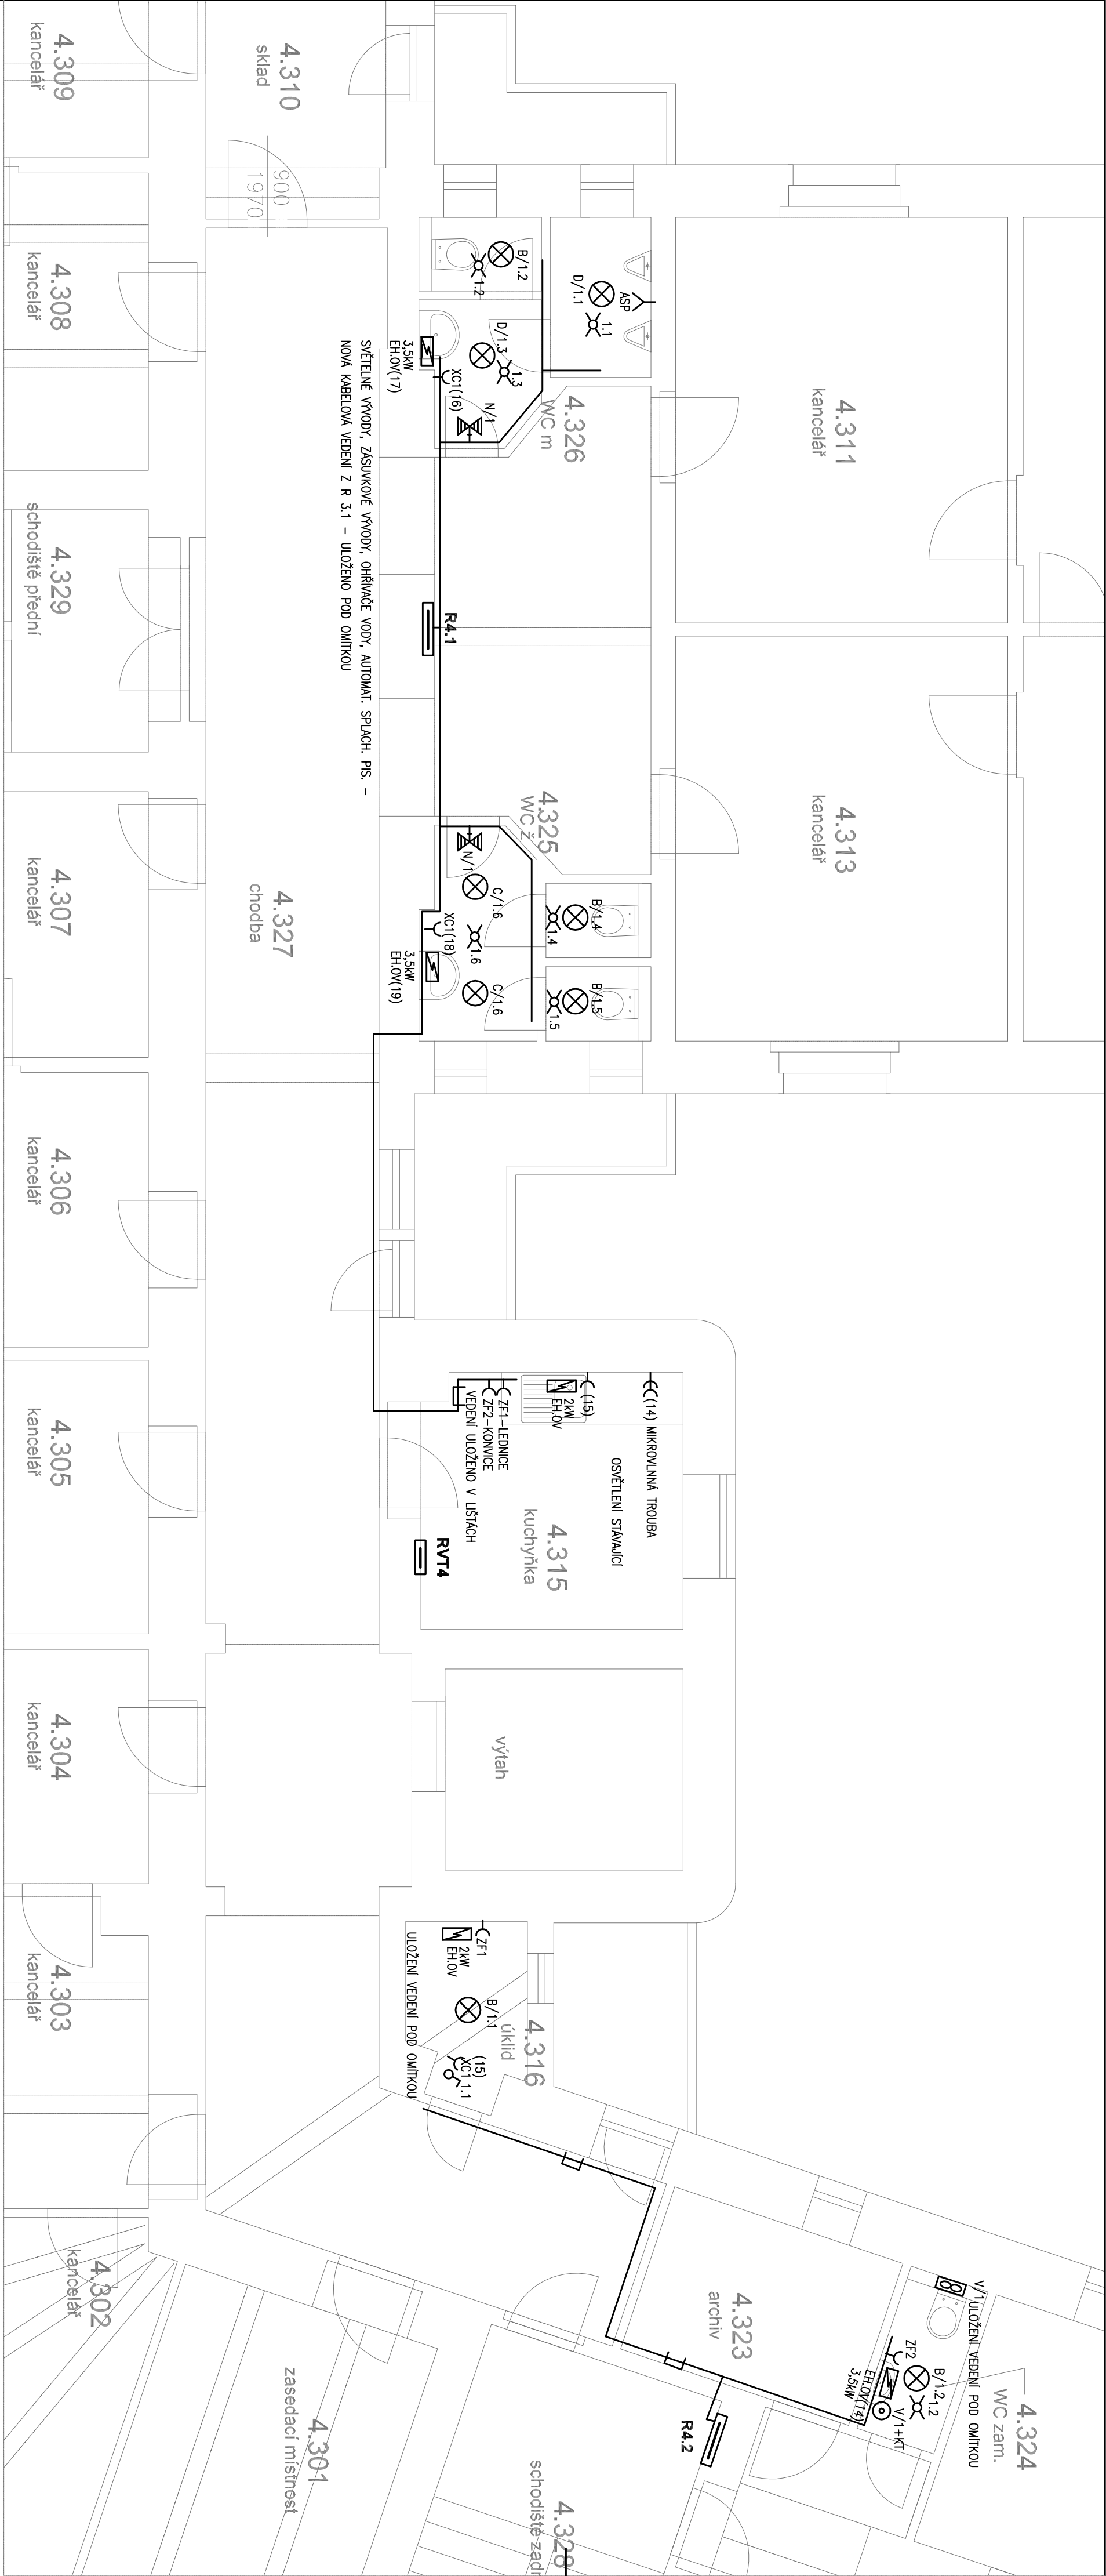 4.309
kancelář
4.310
sklad
900
1970
4.308
kancelář
B/1.2
1.2
D/1.1
ASP
1.1
D/1.3
1.3
3,5kW
EH.OV(17)
XC1(16)
N/1
4.326
WC m
4.311
kancelář
SVĚTELNÉ VÝVODY, ZÁSUVKOVÉ VÝVODY, OHŘÍVAČE VODY, AUTOMAT. SPLACH. PIS. –
NOVÁ KABELOVÁ VEDENÍ Z R 3.1 – ULOŽENO POD OMÍTKOU
4.329
schodiště přední
R4.1
4.325
WC ž
4.313
kancelář
4.307
kancelář
4.327
chodba
N/1
C/1.6
1.6
C/1.6
XC1(18)
3,5kW
EH.OV(19)
B/1.4
1.4
B/1.5
1.5
4.306
kancelář
4.305
kancelář
(14) MIKROVLNNÁ TROUBA
(15)
2kW
EH.OV
ZF1-LEDNICE
ZF2-KONVICE
VEDENÍ ULOŽENO V LIŠTÁCH
OSVĚTLENÍ STÁVAJÍCÍ
4.315
kuchyňka
RVT4
4.304
kancelář
výtah
4.303
kancelář
ZF1
2kW
EH.OV
B/1.1
ULOŽENÍ VEDENÍ POD OMÍTKOU
4.316
úklid
(15)
XC1
1.1
4.302
kancelář
4.323
archiv
V/1
ULOŽENÍ VEDENÍ POD OMÍTKOU
ZF2
B/1.2
1.2
EH.OV(14)
3,5kW
V/1+KT
4.324
WC zam.
R4.2
4.301
zasedací místnost
4.328
schodiště zadn